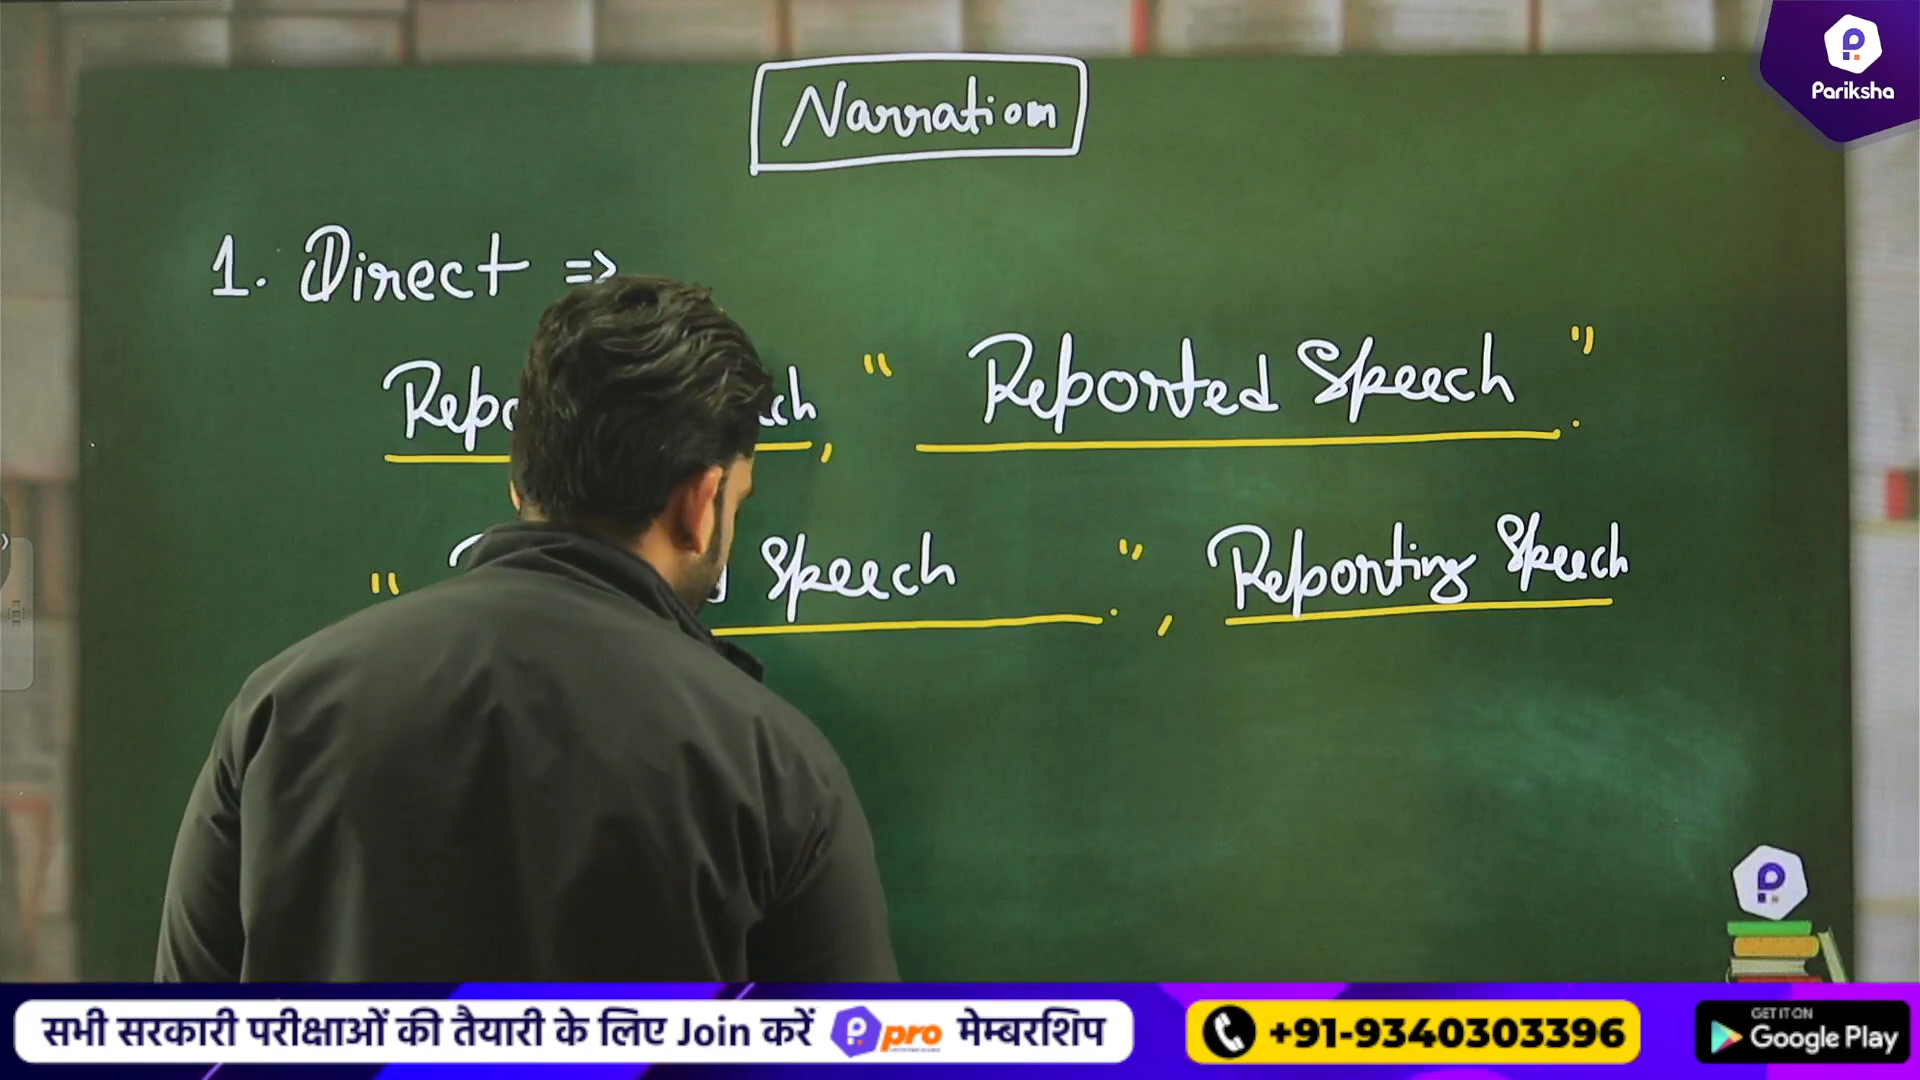 Pariksha
Narration
1. Direct =>
ch, " Reported Speech ".
" Speech .", Reporting Speech
सभी सरकारी परीक्षाओं की तैयारी के लिए Join करें P pro मेम्बरशिप
+91-9340303396
GET IT ON
Google Play